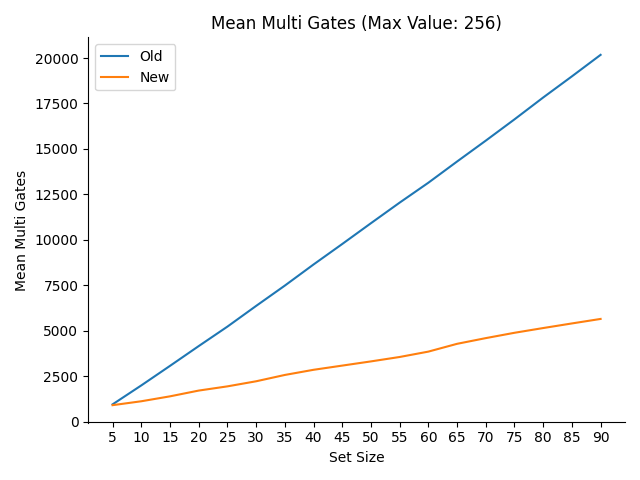 Mean Multi Gates (Max Value: 256)
Old
New
20000
17500
15000
12500
10000
7500
5000
2500
0
Mean Multi Gates
5 10 15 20 25 30 35 40 45 50 55 60 65 70 75 80 85 90
Set Size